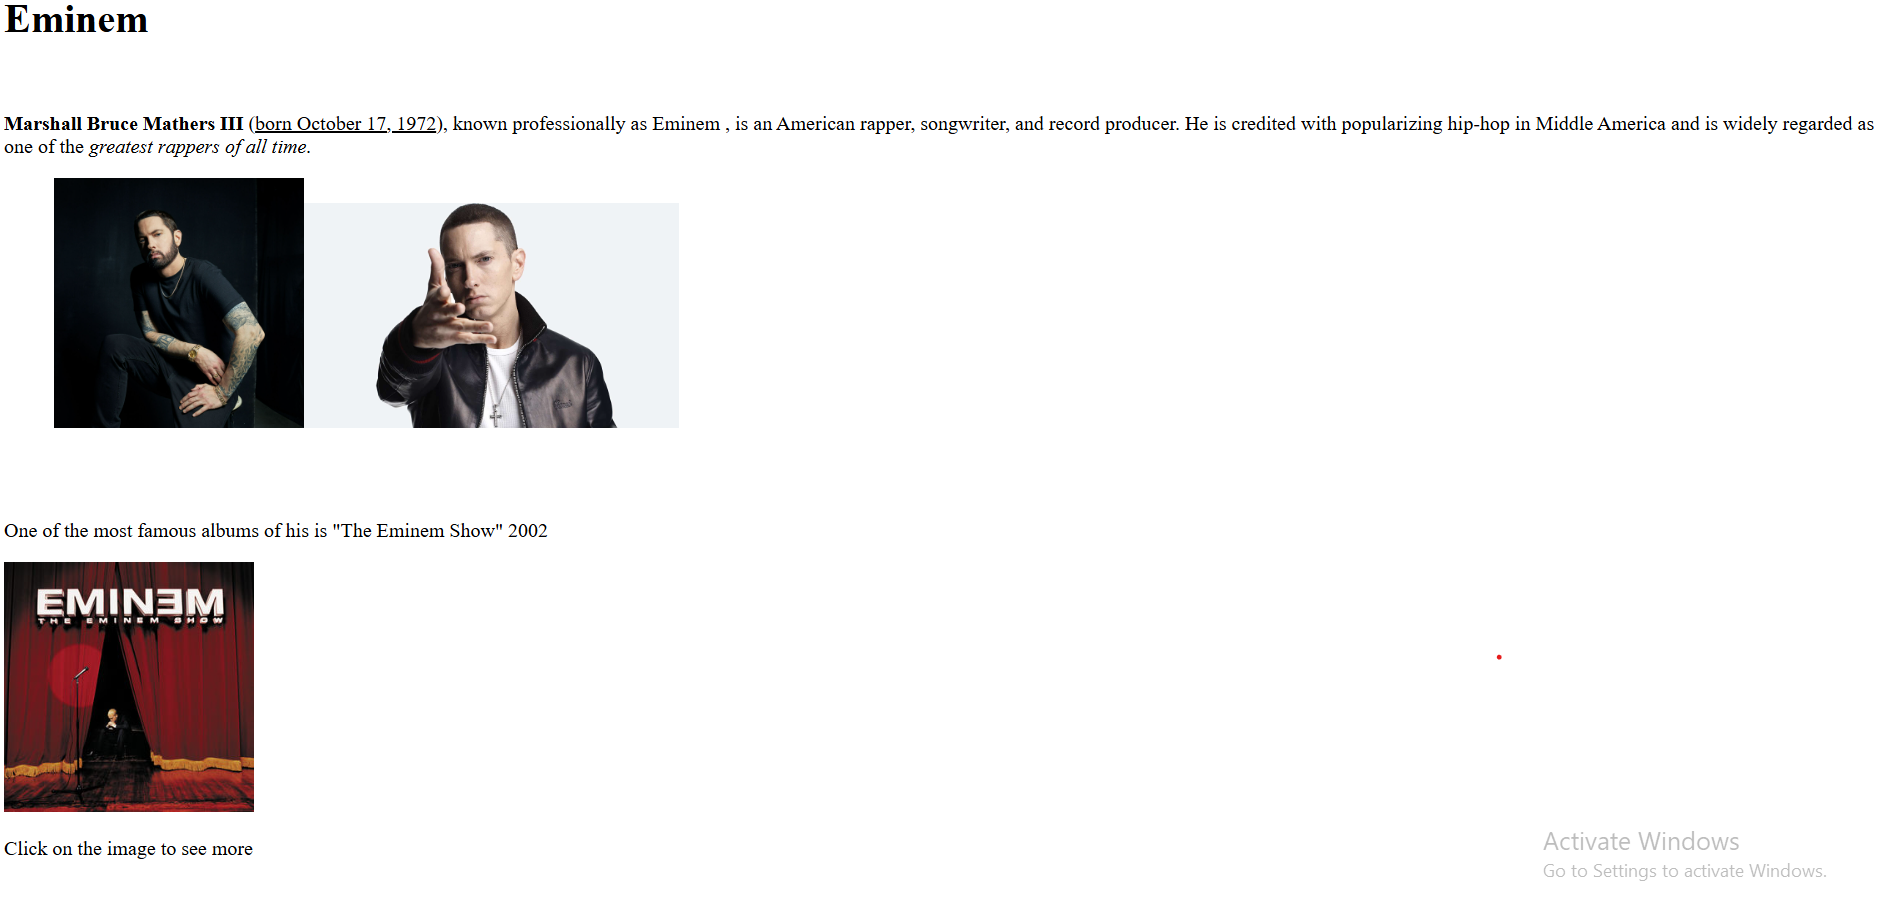 Eminem
Marshall Bruce Mathers III (born October 17, 1972), known professionally as Eminem , is an American rapper, songwriter, and record producer. He is credited with popularizing hip-hop in Middle America and is widely regarded as
one of the greatest rappers of all time.
One of the most famous albums of his is "The Eminem Show" 2002
EMINƎM
THE EMINEM SHOW
Click on the image to see more
Activate Windows
Go to Settings to activate Windows.